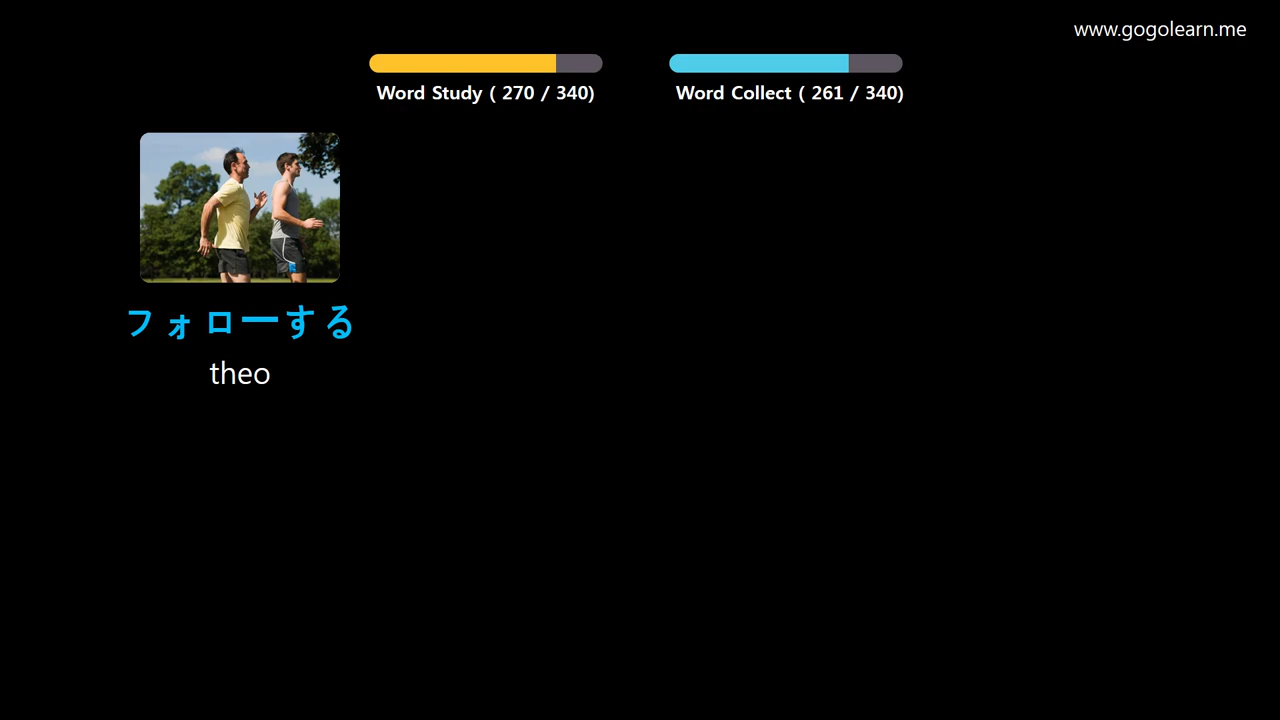 www.gogolearn.me
Word Study ( 270 / 340)
Word Collect ( 261 / 340)
フォローする
theo